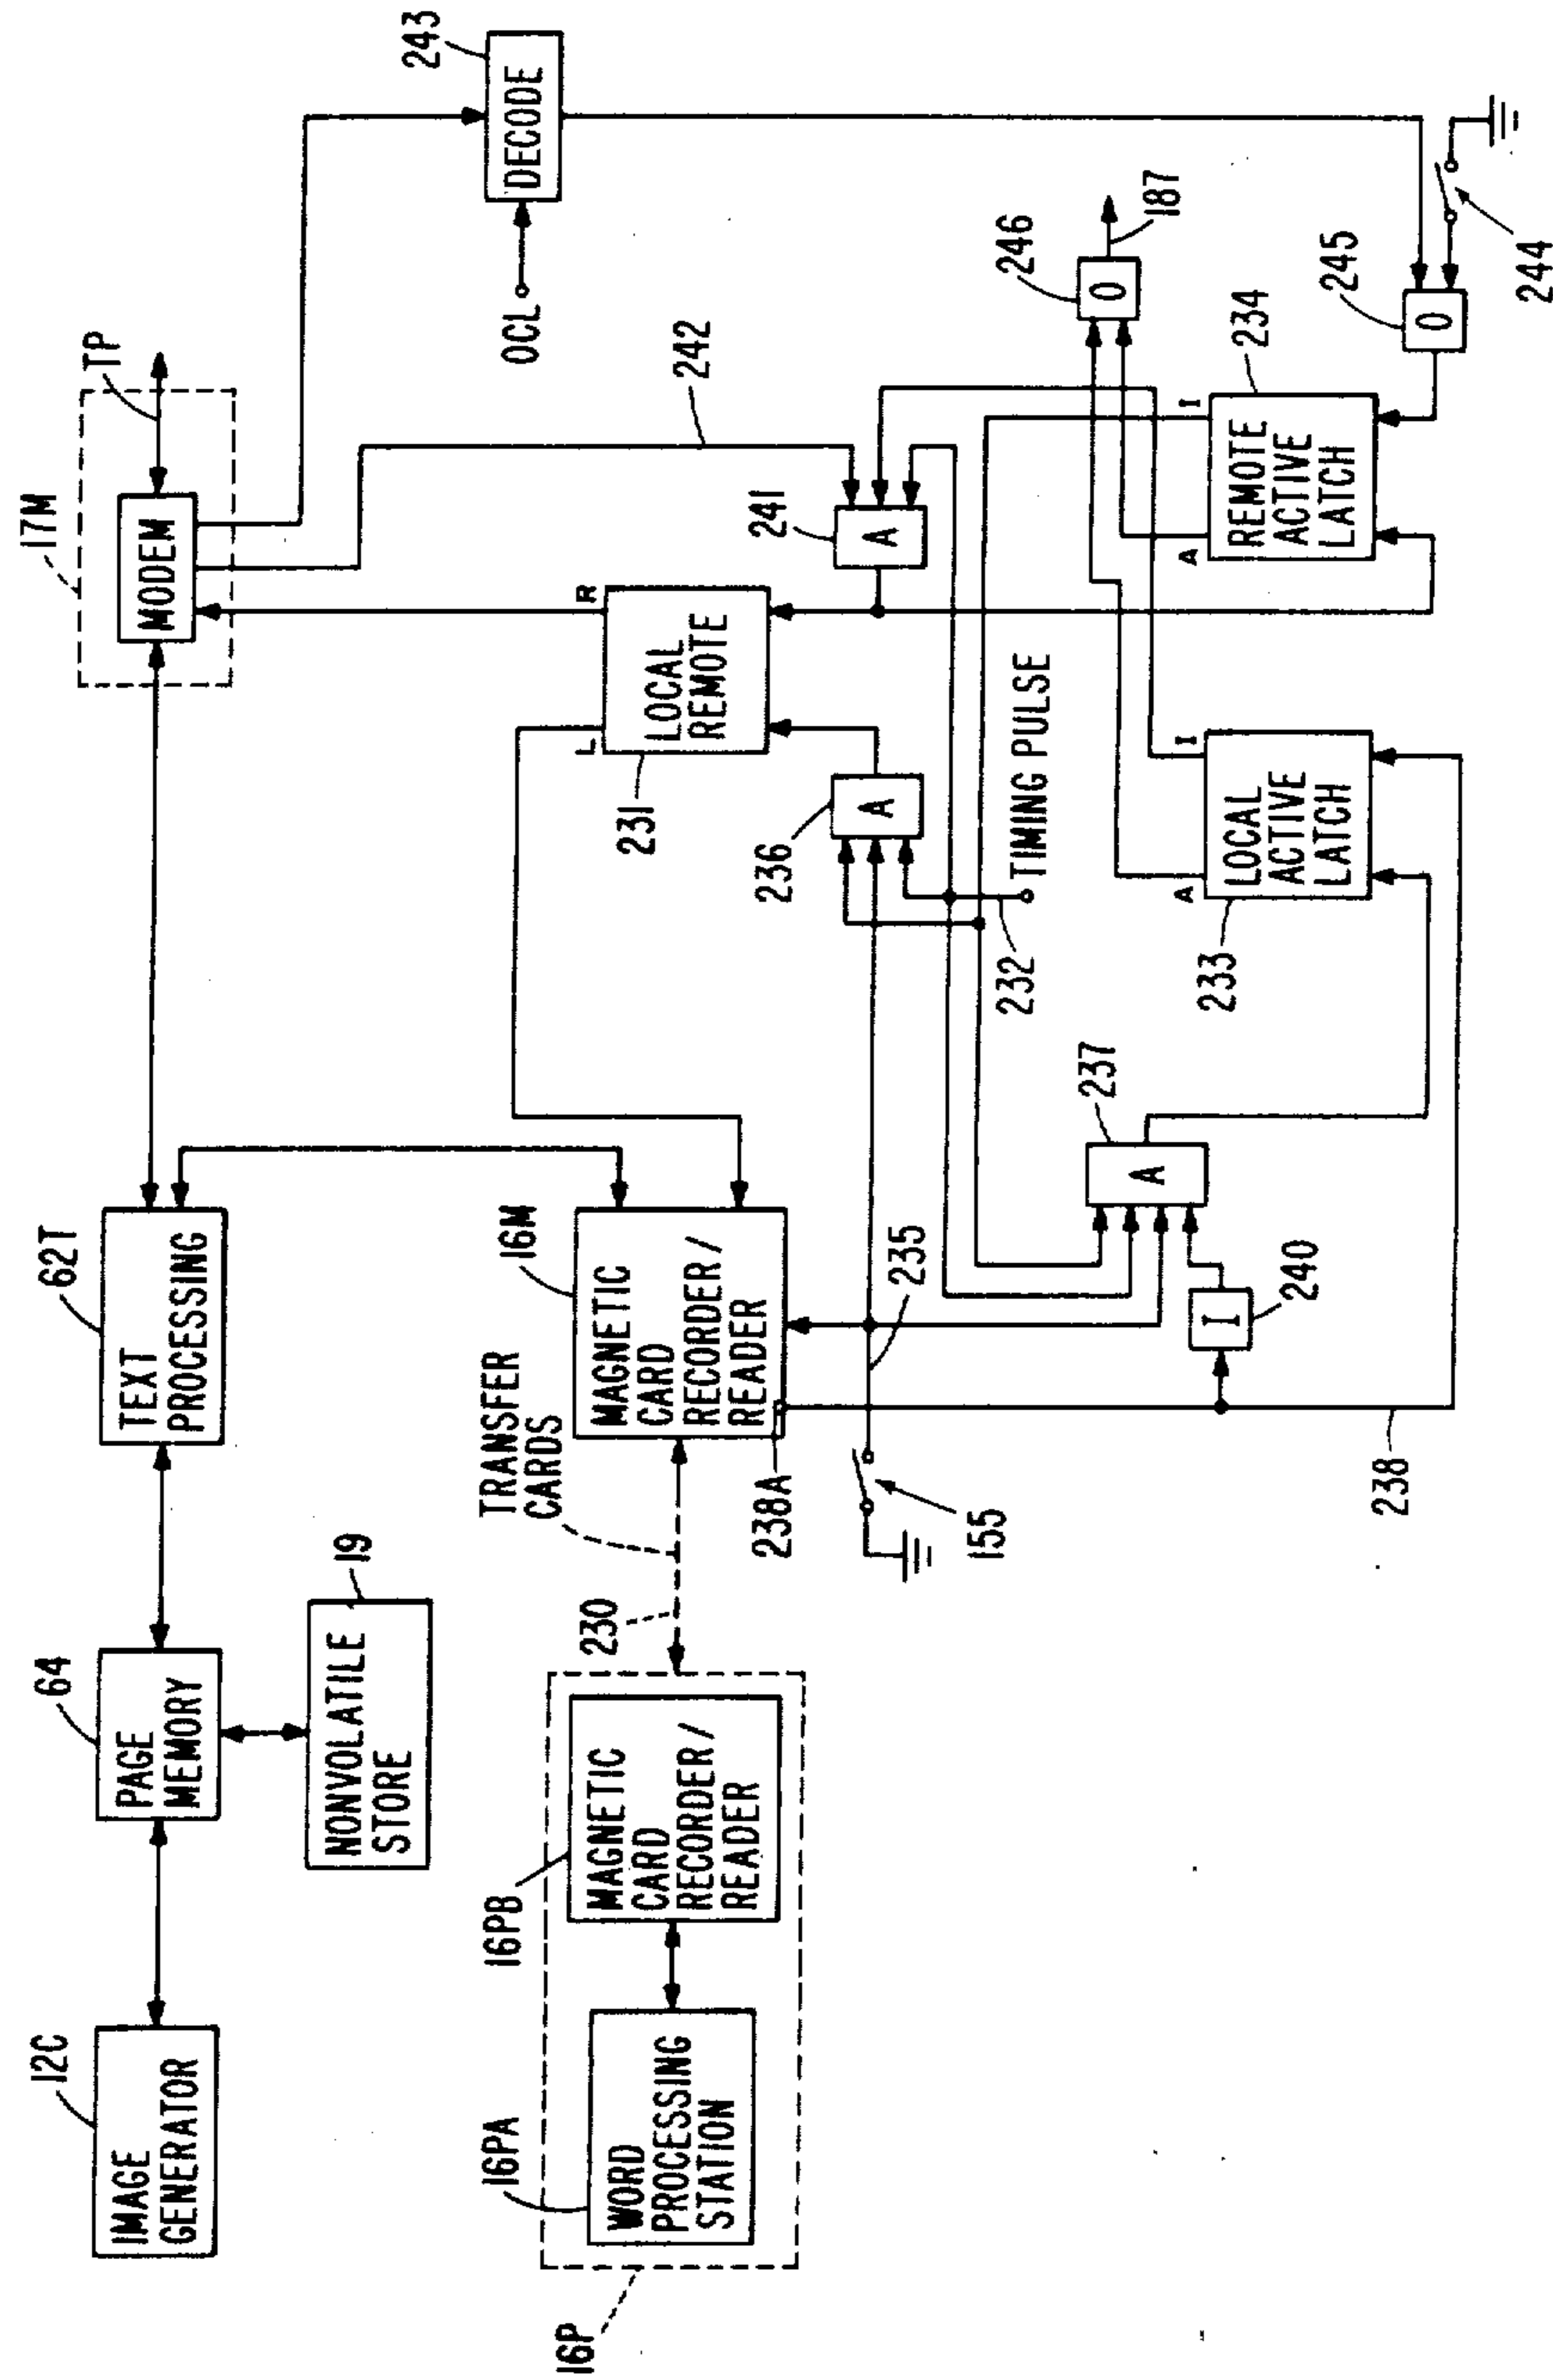 12C
IMAGE
GENERATOR
64
PAGE
MEMORY
19
NONVOLATILE
STORE
62T
TEXT
PROCESSING
17M
MODEM
TP
243
DECODE
OCL
16P
16PA
WORD
PROCESSING
STATION
16PB
MAGNETIC
CARD
RECORDER/
READER
230
TRANSFER
CARDS
16M
MAGNETIC
CARD
RECORDER/
READER
238A
155
235
L
R
LOCAL
REMOTE
231
236
A
241
A
242
232
TIMING PULSE
237
A
240
I
238
233
A
I
LOCAL
ACTIVE
LATCH
234
A
I
REMOTE
ACTIVE
LATCH
246
O
187
245
O
244